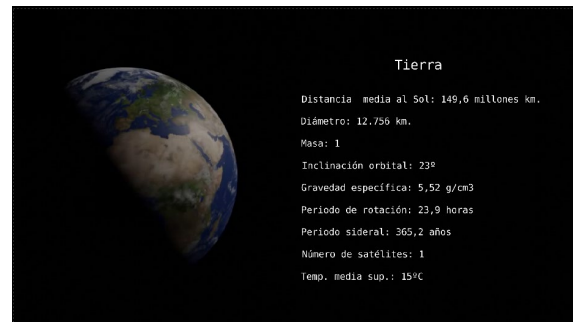 Tierra
Distancia media al Sol: 149,6 millones km.
Diámetro: 12.756 km.
Masa: 1
Inclinación orbital: 23º
Gravedad específica: 5,52 g/cm3
Periodo de rotación: 23,9 horas
Periodo sideral: 365,2 años
Número de satélites: 1
Temp. media sup.: 15ºC